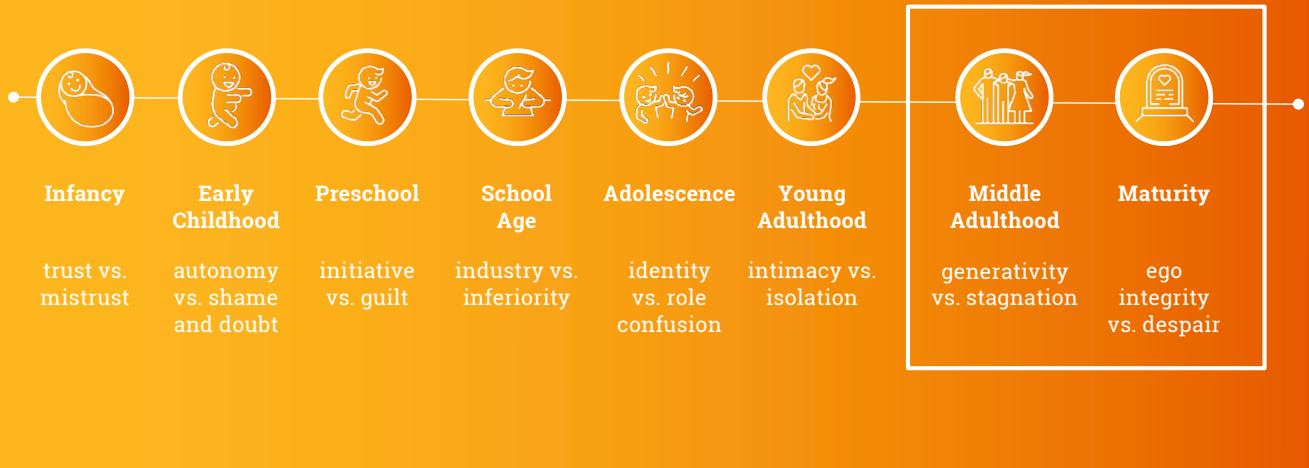 Infancy
trust vs.
mistrust
Early
Childhood
autonomy
vs. shame
and doubt
Preschool
initiative
vs. guilt
School
Age
industry vs.
inferiority
Adolescence
identity
vs. role
confusion
Young
Adulthood
intimacy vs.
isolation
Middle
Adulthood
generativity
vs. stagnation
Maturity
ego
integrity
vs. despair